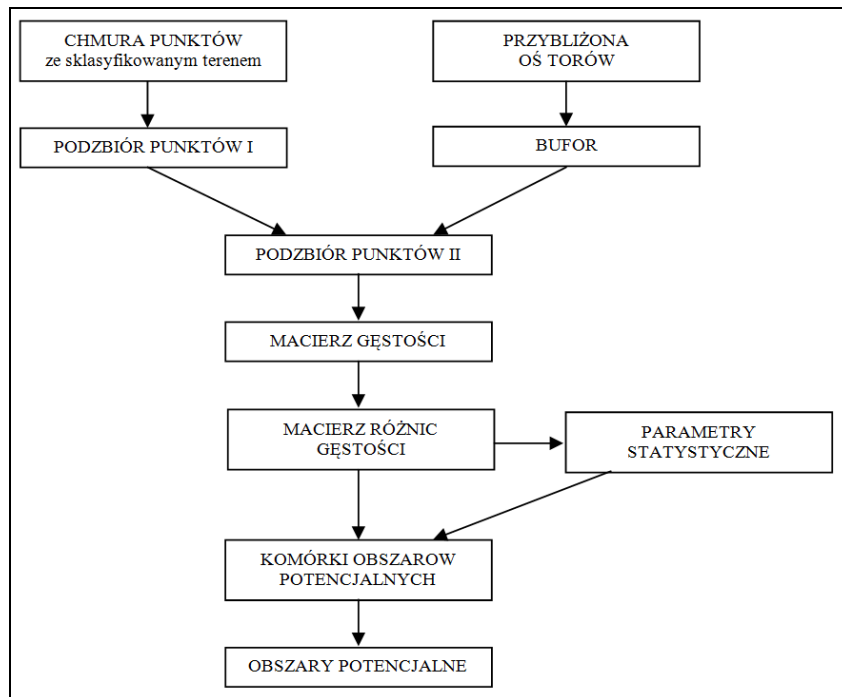 CHMURA PUNKTÓW
ze sklasyfikowanym terenem
PRZYBLIŻONA
OŚ TORÓW
PODZBIÓR PUNKTÓW I
BUFOR
PODZBIÓR PUNKTÓW II
MACIERZ GĘSTOŚCI
MACIERZ RÓŻNIC
GĘSTOŚCI
PARAMETRY
STATYSTYCZNE
KOMÓRKI OBSZAROW
POTENCJALNYCH
OBSZARY POTENCJALNE